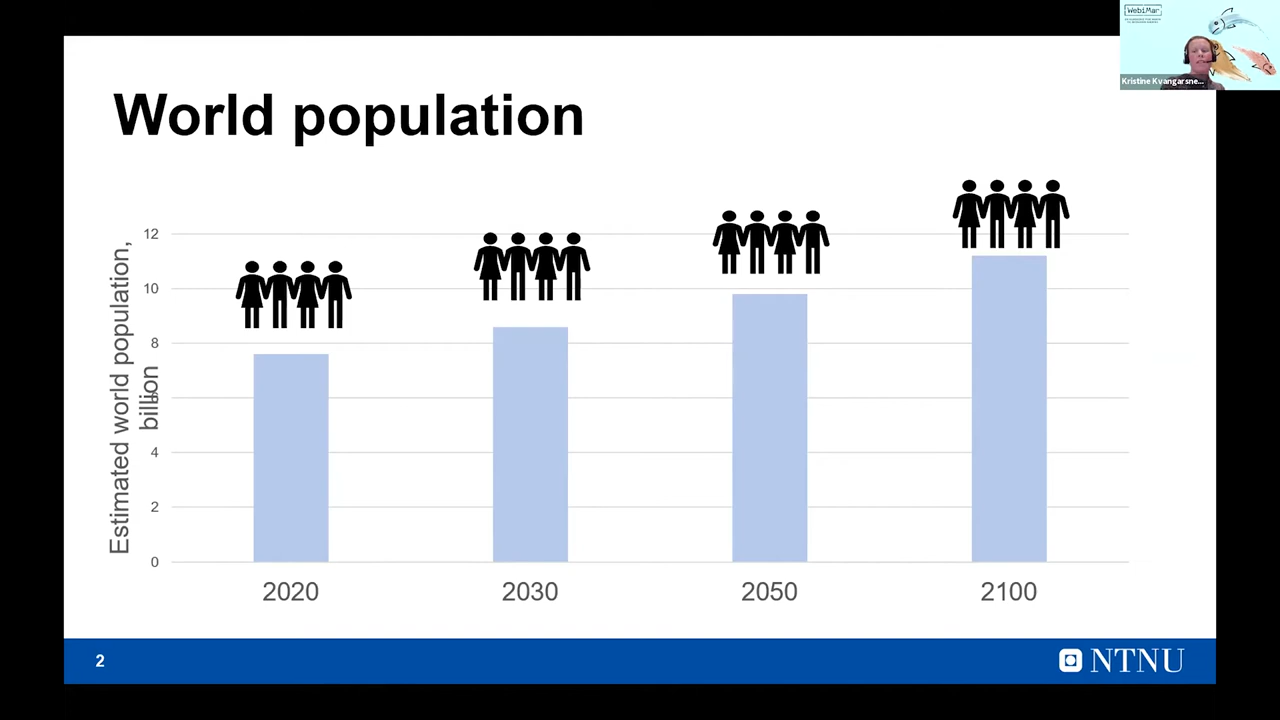 WebiMar
Kristine Kvangarsne...
World population
Estimated world population,
billion
12
10
8
6
4
2
0
2020
2030
2050
2100
2
NTNU